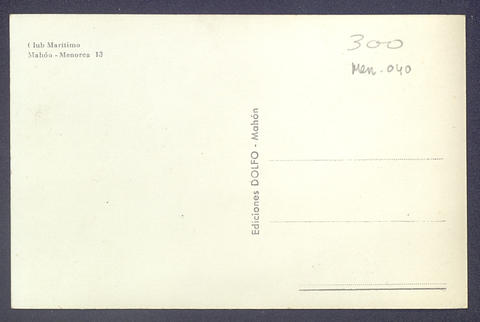 Club Marítimo
Mahón - Menorca 13
300
Men - 040
Ediciones DOLFO - Mahón